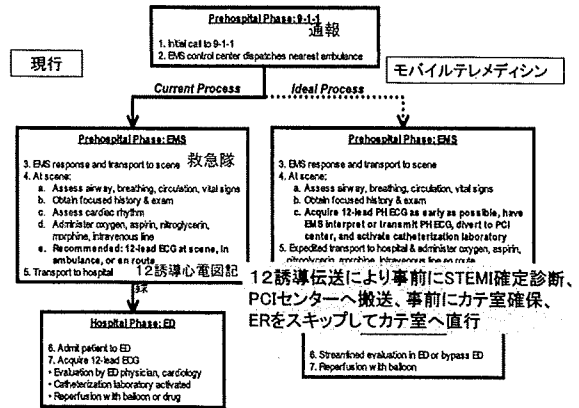 Prehospital Phase: 9-1-1
通報
1. Initial call to 9-1-1
2. EMS control center dispatches nearest ambulance
現行
モバイルテレメディシン
Current Process
Ideal Process
Prehospital Phase: EMS
救急隊
3. EMS response and transport to scene
4. At scene:
a. Assess airway, breathing, circulation, vital signs
b. Obtain focused history & exam
c. Assess cardiac rhythm
d. Administer oxygen, aspirin, nitroglycerin,
morphine, intravenous line
e. Recommended: 12-lead ECG at scene, in
ambulance, or en route
5. Transport to hospital
12誘導心電図記
録
Prehospital Phase: EMS
3. EMS response and transport to scene
4. At scene:
a. Assess airway, breathing, circulation, vital signs
b. Obtain focused history & exam
c. Acquire 12-lead PH ECG as early as possible, have
EMS interpret or transmit PH ECG, divert to PCI
center, and activate catheterization laboratory
5. Expedited transport to hospital & administer oxygen, aspirin,
nitroglycerin, morphine, intravenous line en route
12誘導伝送により事前にSTEMI確定診断、
PCIセンターへ搬送、事前にカテ室確保、
ERをスキップしてカテ室へ直行
Hospital Phase: ED
6. Admit patient to ED
7. Acquire 12-lead ECG
• Evaluation by ED physician, cardiology
• Catheterization laboratory activated
• Reperfusion with balloon or drug
6. Streamlined evaluation in ED or bypass ED
7. Reperfusion with balloon